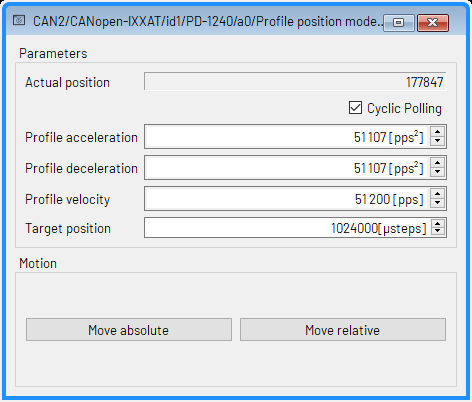 CAN2/CANopen-IXXAT/id1/PD-1240/a0/Profile position mode..
Parameters
Actual position 177847
Cyclic Polling
Profile acceleration 51107 [pps²]
Profile deceleration 51107 [pps²]
Profile velocity 51200 [pps]
Target position 1024000[µsteps]
Motion
Move absolute Move relative